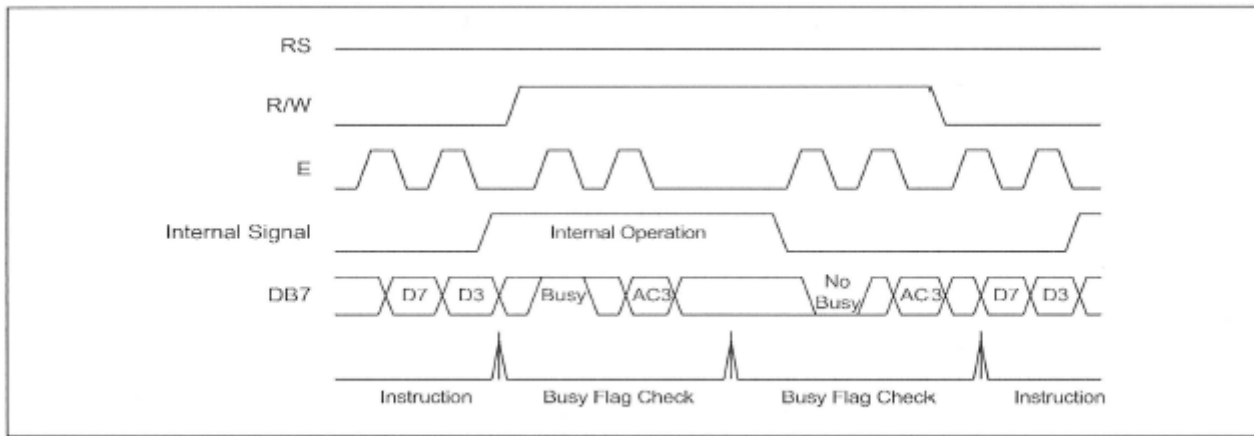 RS
R/W
E
Internal Signal
Internal Operation
DB7
D7
D3
Busy
AC3
No
Busy
AC3
D7
D3
Instruction
Busy Flag Check
Busy Flag Check
Instruction